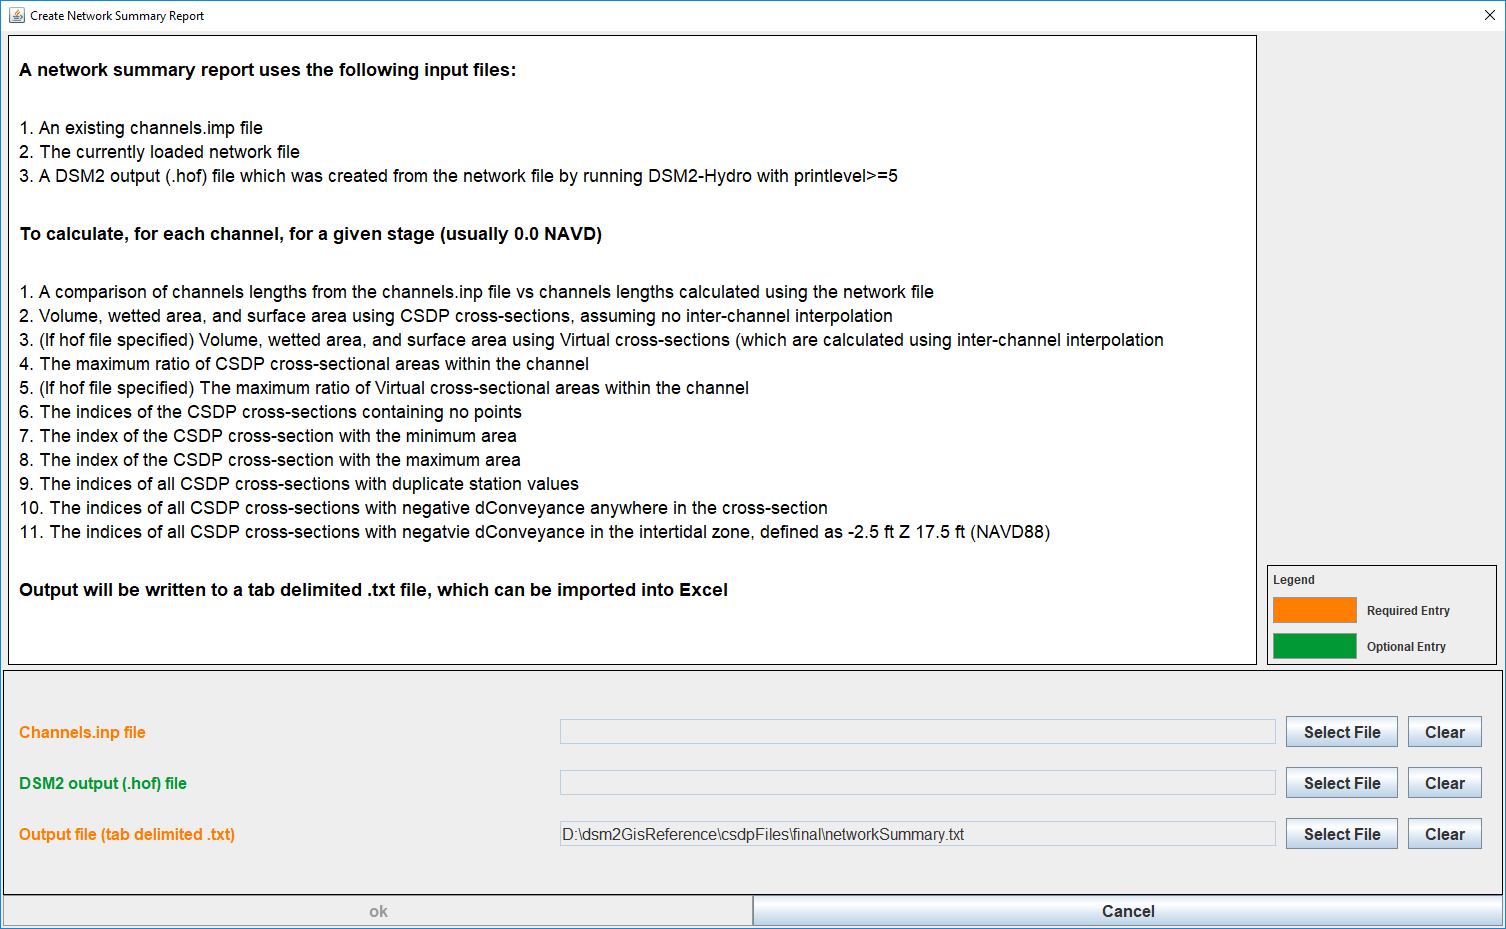 Create Network Summary Report
A network summary report uses the following input files:
1. An existing channels.imp file
2. The currently loaded network file
3. A DSM2 output (.hof) file which was created from the network file by running DSM2-Hydro with printlevel>=5
To calculate, for each channel, for a given stage (usually 0.0 NAVD)
1. A comparison of channels lengths from the channels.inp file vs channels lengths calculated using the network file
2. Volume, wetted area, and surface area using CSDP cross-sections, assuming no inter-channel interpolation
3. (If hof file specified) Volume, wetted area, and surface area using Virtual cross-sections (which are calculated using inter-channel interpolation
4. The maximum ratio of CSDP cross-sectional areas within the channel
5. (If hof file specified) The maximum ratio of Virtual cross-sectional areas within the channel
6. The indices of the CSDP cross-sections containing no points
7. The index of the CSDP cross-section with the minimum area
8. The index of the CSDP cross-section with the maximum area
9. The indices of all CSDP cross-sections with duplicate station values
10. The indices of all CSDP cross-sections with negative dConveyance anywhere in the cross-section
11. The indices of all CSDP cross-sections with negatvie dConveyance in the intertidal zone, defined as -2.5 ft Z 17.5 ft (NAVD88)
Output will be written to a tab delimited .txt file, which can be imported into Excel
Legend
Required Entry
Optional Entry
Channels.inp file
Select File
Clear
DSM2 output (.hof) file
Select File
Clear
Output file (tab delimited .txt)
D:\dsm2GisReference\csdpFiles\final\networkSummary.txt
Select File
Clear
ok
Cancel